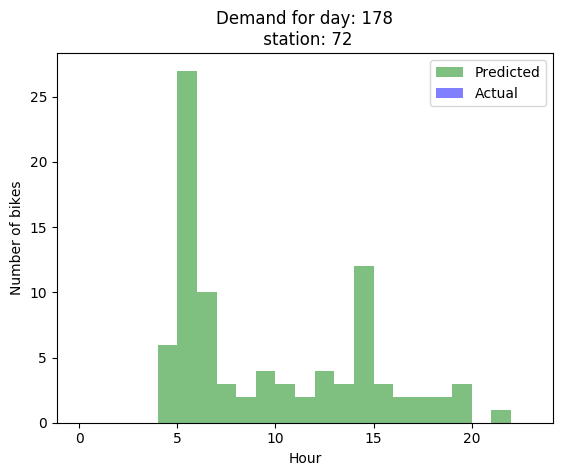 Demand for day: 178
station: 72
Predicted
Actual
25
20
15
10
5
0
Number of bikes
0 5 10 15 20
Hour